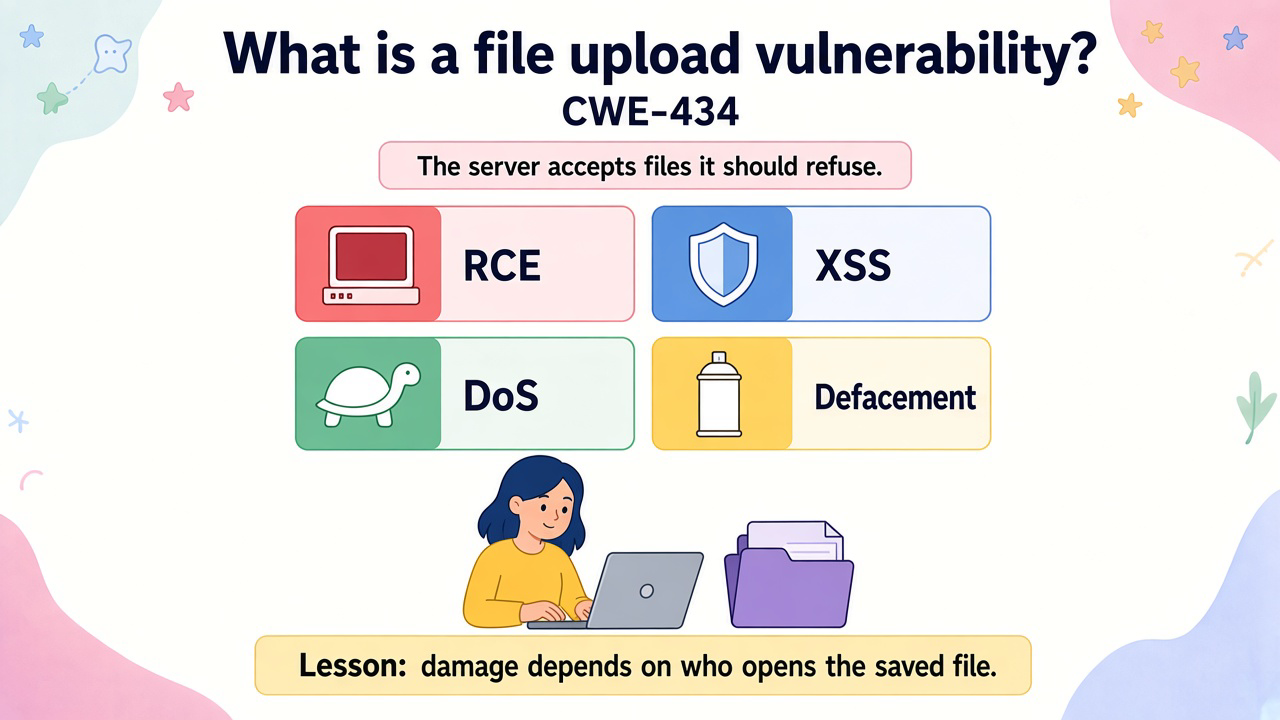 What is a file upload vulnerability?
CWE-434
The server accepts files it should refuse.
RCE
XSS
DoS
Defacement
Lesson: damage depends on who opens the saved file.